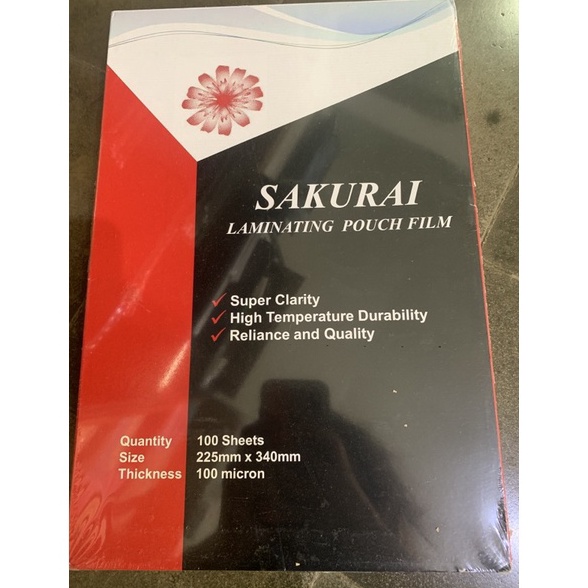 SAKURAI
LAMINATING POUCH FILM
Super Clarity
High Temperature Durability
Reliance and Quality
Quantity 100 Sheets
Size 225mm x 340mm
Thickness 100 micron